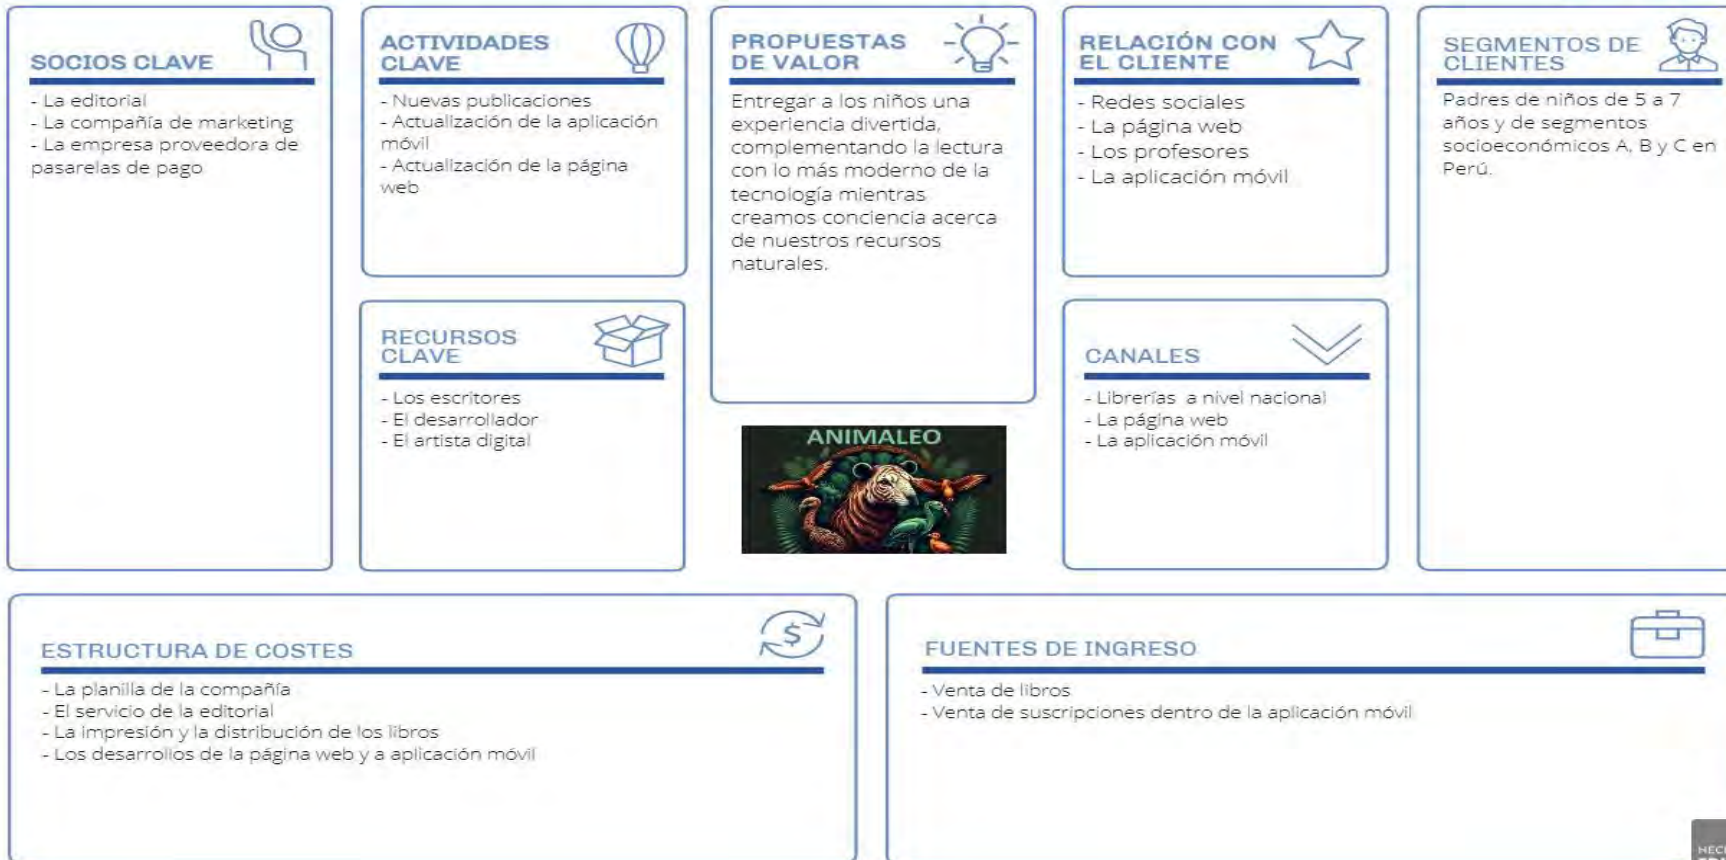 SOCIOS CLAVE
- La editorial
- La compañía de marketing
- La empresa proveedora de
pasarelas de pago
ACTIVIDADES
CLAVE
- Nuevas publicaciones
- Actualización de la aplicación
móvil
- Actualización de la página
web
RECURSOS
CLAVE
- Los escritores
- El desarrollador
- El artista digital
PROPUESTAS
DE VALOR
Entregar a los niños una
experiencia divertida,
complementando la lectura
con lo más moderno de la
tecnología mientras
creamos conciencia acerca
de nuestros recursos
naturales.
ANIMALEO
RELACIÓN CON
EL CLIENTE
- Redes sociales
- La página web
- Los profesores
- La aplicación móvil
CANALES
- Librerías a nivel nacional
- La página web
- La aplicación móvil
SEGMENTOS DE
CLIENTES
Padres de niños de 5 a 7
años y de segmentos
socioeconómicos A, B y C en
Perú.
ESTRUCTURA DE COSTES
- La planilla de la compañía
- El servicio de la editorial
- La impresión y la distribución de los libros
- Los desarrollos de la página web y a aplicación móvil
FUENTES DE INGRESO
- Venta de libros
- Venta de suscripciones dentro de la aplicación móvil